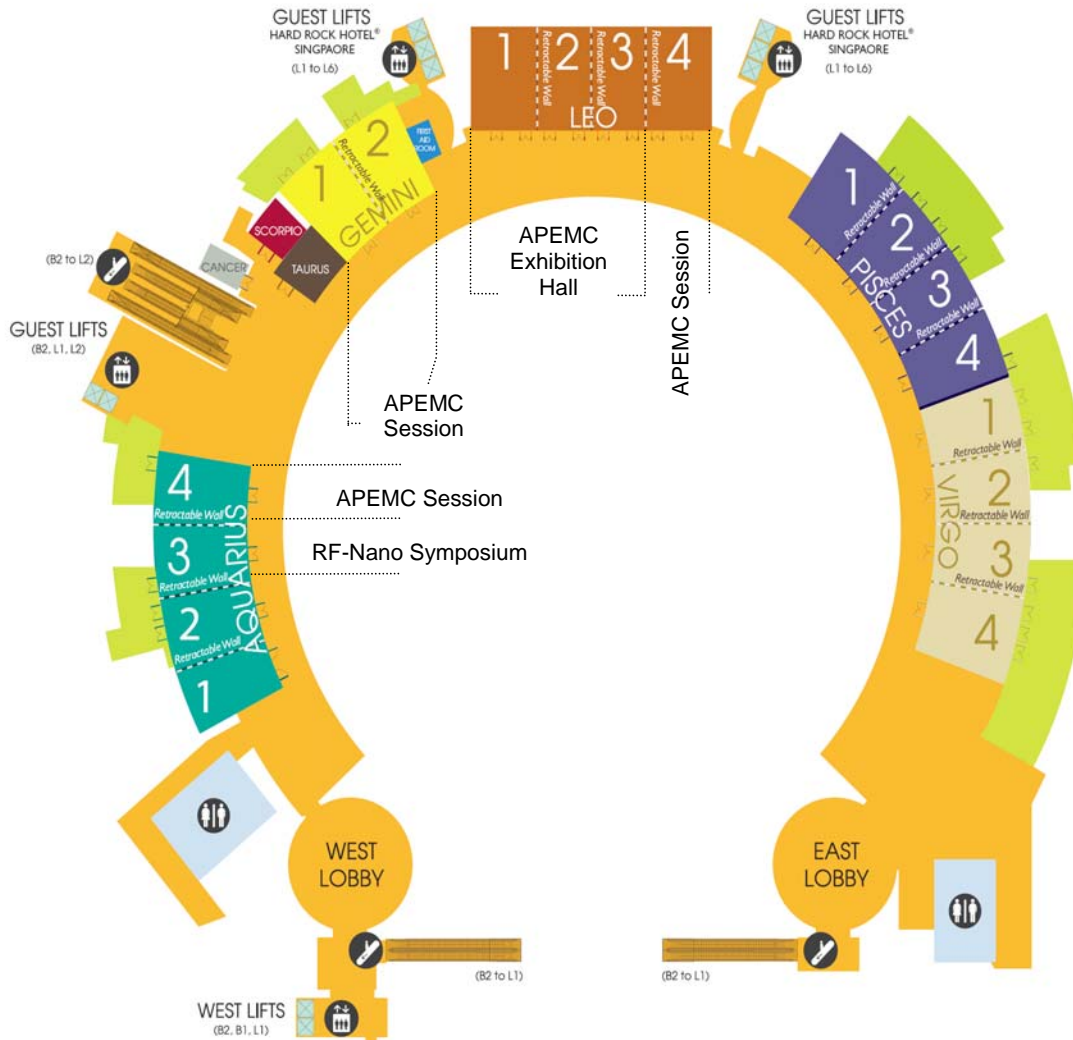 GUEST LIFTS
HARD ROCK HOTEL®
SINGPAORE
(L1 to L6)
GUEST LIFTS
HARD ROCK HOTEL®
SINGPAORE
(L1 to L6)
1
Retractable Wall
2
Retractable Wall
3
Retractable Wall
4
LEO
FIRST
AID
ROOM
1
Retractable Wall
2
GEMINI
SCORPIO
TAURUS
CANCER
(B2 to L2)
GUEST LIFTS
(B2, L1, L2)
1
Retractable Wall
2
Retractable Wall
3
Retractable Wall
4
PISCES
APEMC
Exhibition
Hall
APEMC Session
APEMC
Session
APEMC Session
RF-Nano Symposium
4
Retractable Wall
3
Retractable Wall
2
Retractable Wall
1
AQUARIUS
1
Retractable Wall
2
Retractable Wall
3
Retractable Wall
4
VIRGO
WEST
LOBBY
EAST
LOBBY
(B2 to L1)
(B2 to L1)
WEST LIFTS
(B2, B1, L1)